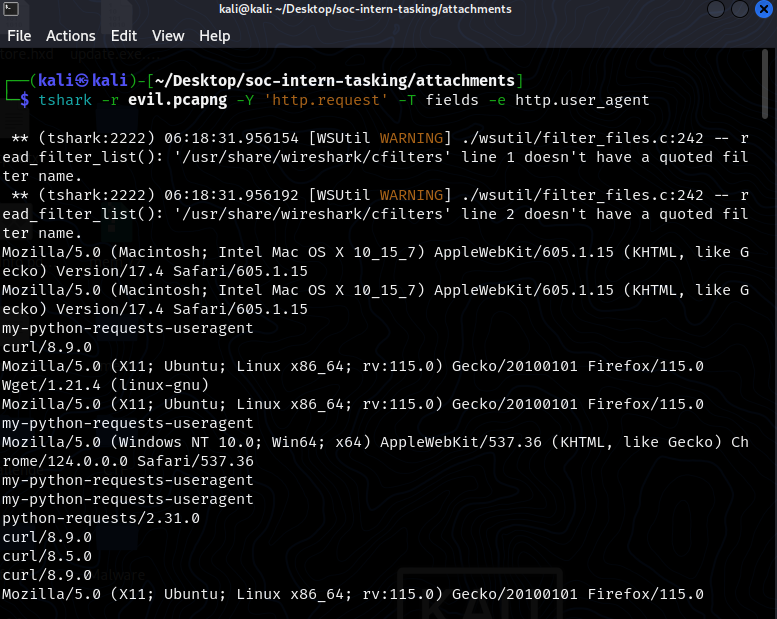 kali@kali: ~/Desktop/soc-intern-tasking/attachments
File Actions Edit View Help
┌──(kali㉿kali)-[~/Desktop/soc-intern-tasking/attachments]
└─$ tshark -r evil.pcapng -Y 'http.request' -T fields -e http.user_agent
 ** (tshark:2222) 06:18:31.956154 [WSUtil WARNING] ./wsutil/filter_files.c:242 -- r
ead_filter_list(): '/usr/share/wireshark/cfilters' line 1 doesn't have a quoted fil
ter name.
 ** (tshark:2222) 06:18:31.956192 [WSUtil WARNING] ./wsutil/filter_files.c:242 -- r
ead_filter_list(): '/usr/share/wireshark/cfilters' line 2 doesn't have a quoted fil
ter name.
Mozilla/5.0 (Macintosh; Intel Mac OS X 10_15_7) AppleWebKit/605.1.15 (KHTML, like G
ecko) Version/17.4 Safari/605.1.15
Mozilla/5.0 (Macintosh; Intel Mac OS X 10_15_7) AppleWebKit/605.1.15 (KHTML, like G
ecko) Version/17.4 Safari/605.1.15
my-python-requests-useragent
curl/8.9.0
Mozilla/5.0 (X11; Ubuntu; Linux x86_64; rv:115.0) Gecko/20100101 Firefox/115.0
Wget/1.21.4 (linux-gnu)
Mozilla/5.0 (X11; Ubuntu; Linux x86_64; rv:115.0) Gecko/20100101 Firefox/115.0
my-python-requests-useragent
Mozilla/5.0 (Windows NT 10.0; Win64; x64) AppleWebKit/537.36 (KHTML, like Gecko) Ch
rome/124.0.0.0 Safari/537.36
my-python-requests-useragent
my-python-requests-useragent
python-requests/2.31.0
curl/8.9.0
curl/8.5.0
curl/8.9.0
Mozilla/5.0 (X11; Ubuntu; Linux x86_64; rv:115.0) Gecko/20100101 Firefox/115.0